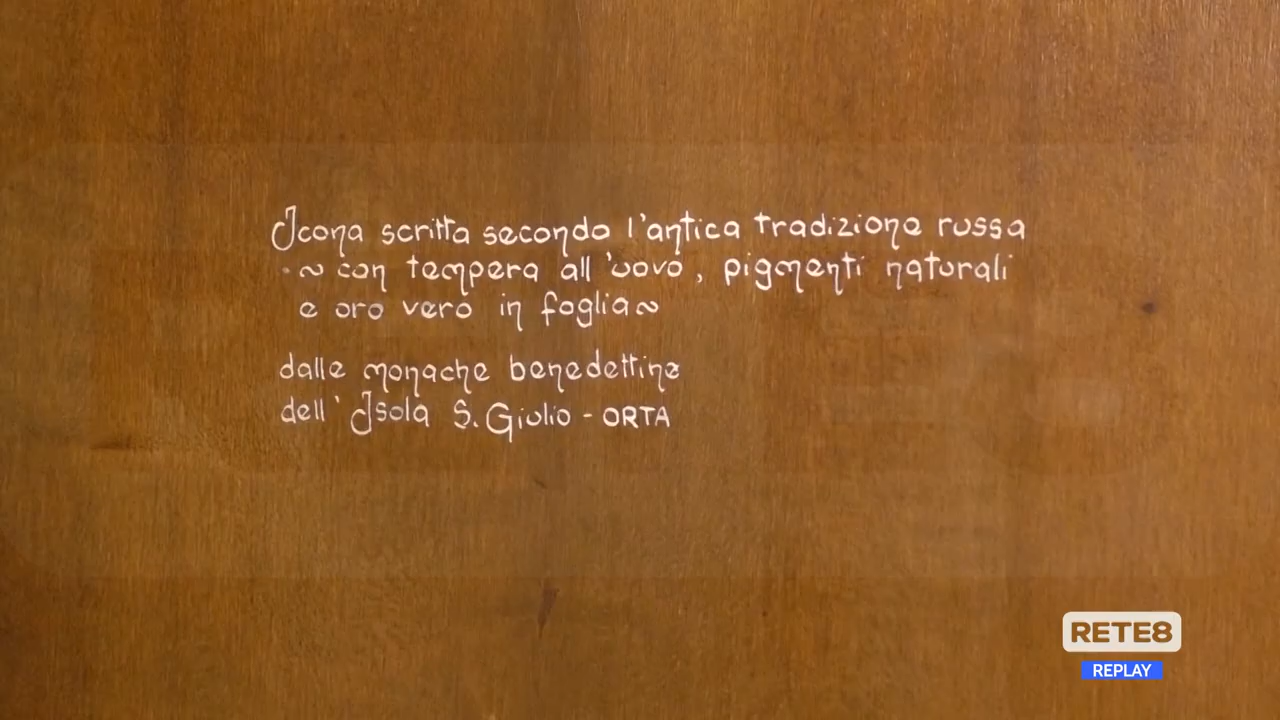 Icona scritta secondo l'antica tradizione russa
~ con tempera all'uovo, pigmenti naturali
e oro vero in foglia ~
dalle monache benedettine
dell'Isola S. Giulio - ORTA
RETE8
REPLAY